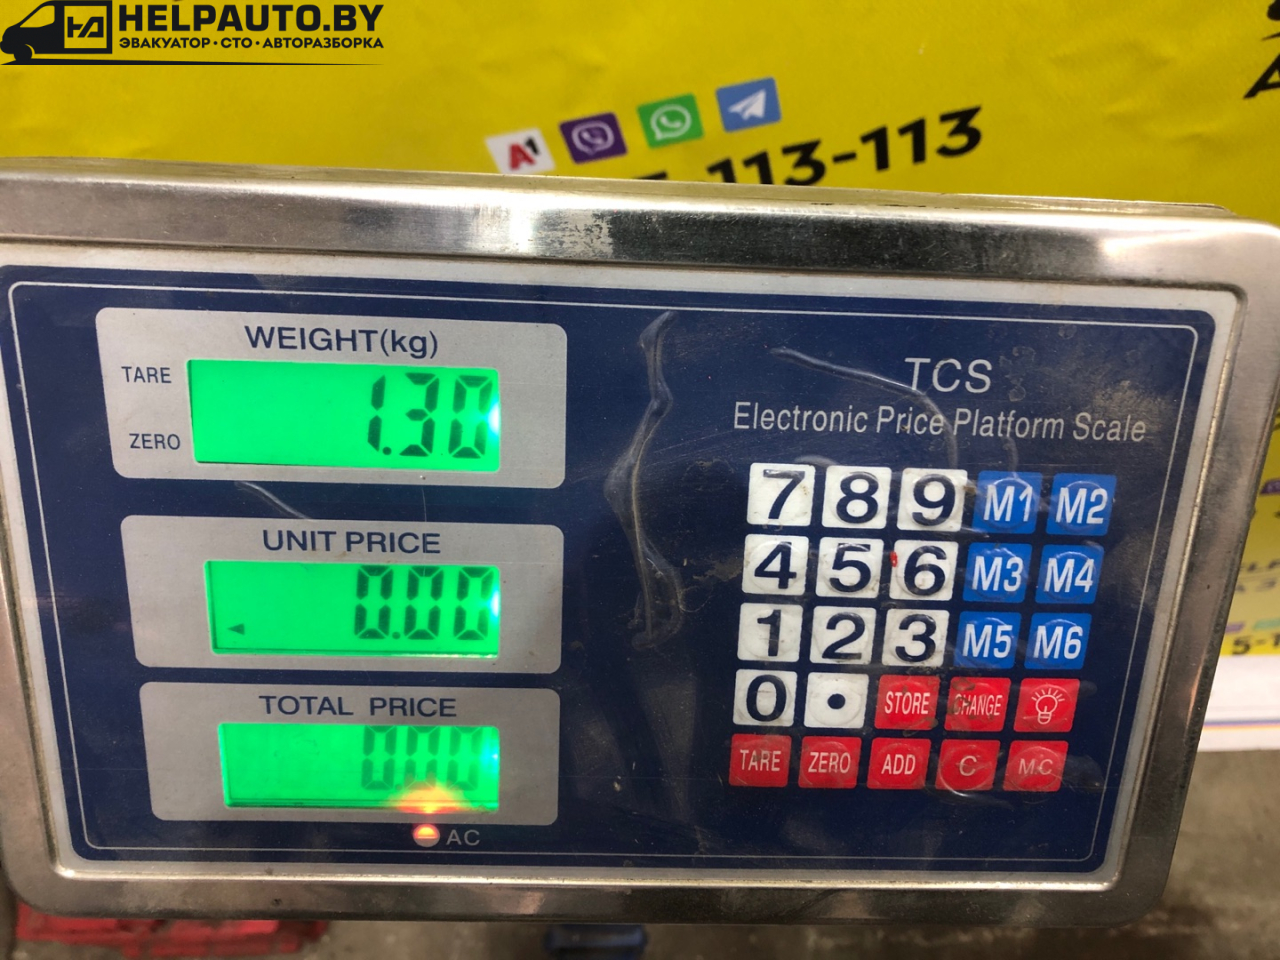 HELPAUTO.BY
ЭВАКУАТОР•СТО•АВТОРАЗБОРКА
A1
113-113
WEIGHT(kg)
TARE
1.30
ZERO
UNIT PRICE
0.00
TOTAL PRICE
0.00
AC
TCS
Electronic Price Platform Scale
7 8 9 M1 M2
4 5 6 M3 M4
1 2 3 M5 M6
0 . STORE CHANGE
TARE ZERO ADD C MC